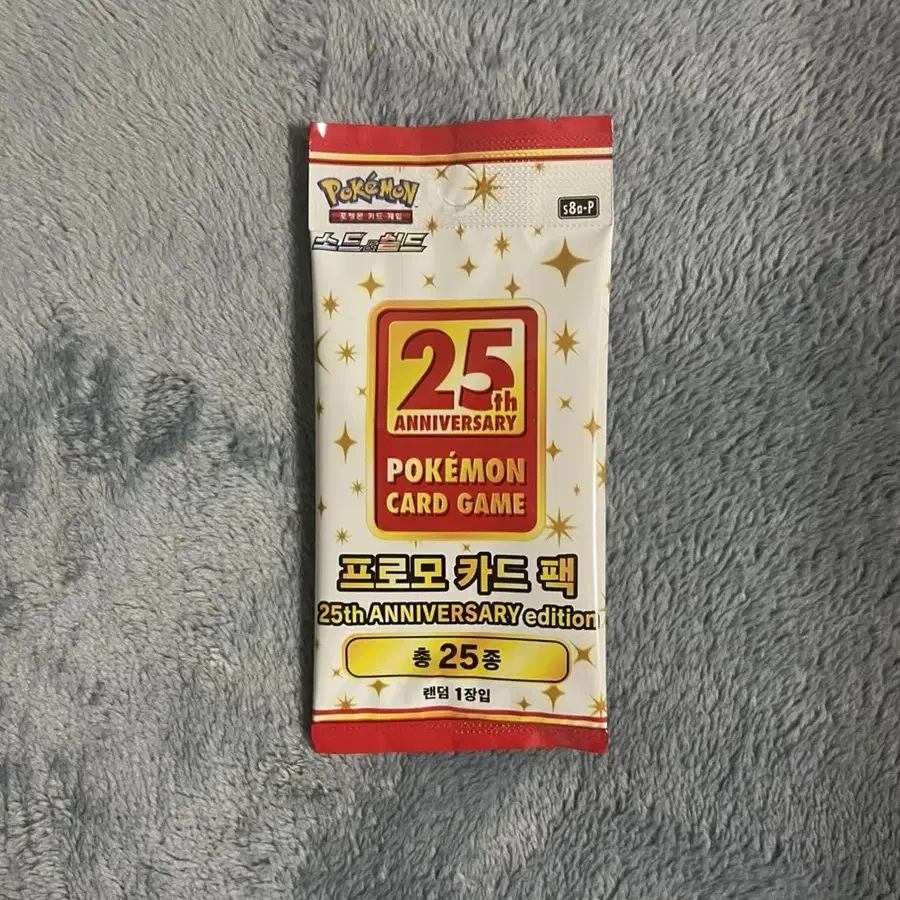 Pokémon
포켓몬 카드 게임
s8a-P
소드&실드
25th
ANNIVERSARY
POKÉMON
CARD GAME
프로모 카드 팩
25th ANNIVERSARY edition
총 25종
랜덤 1장입